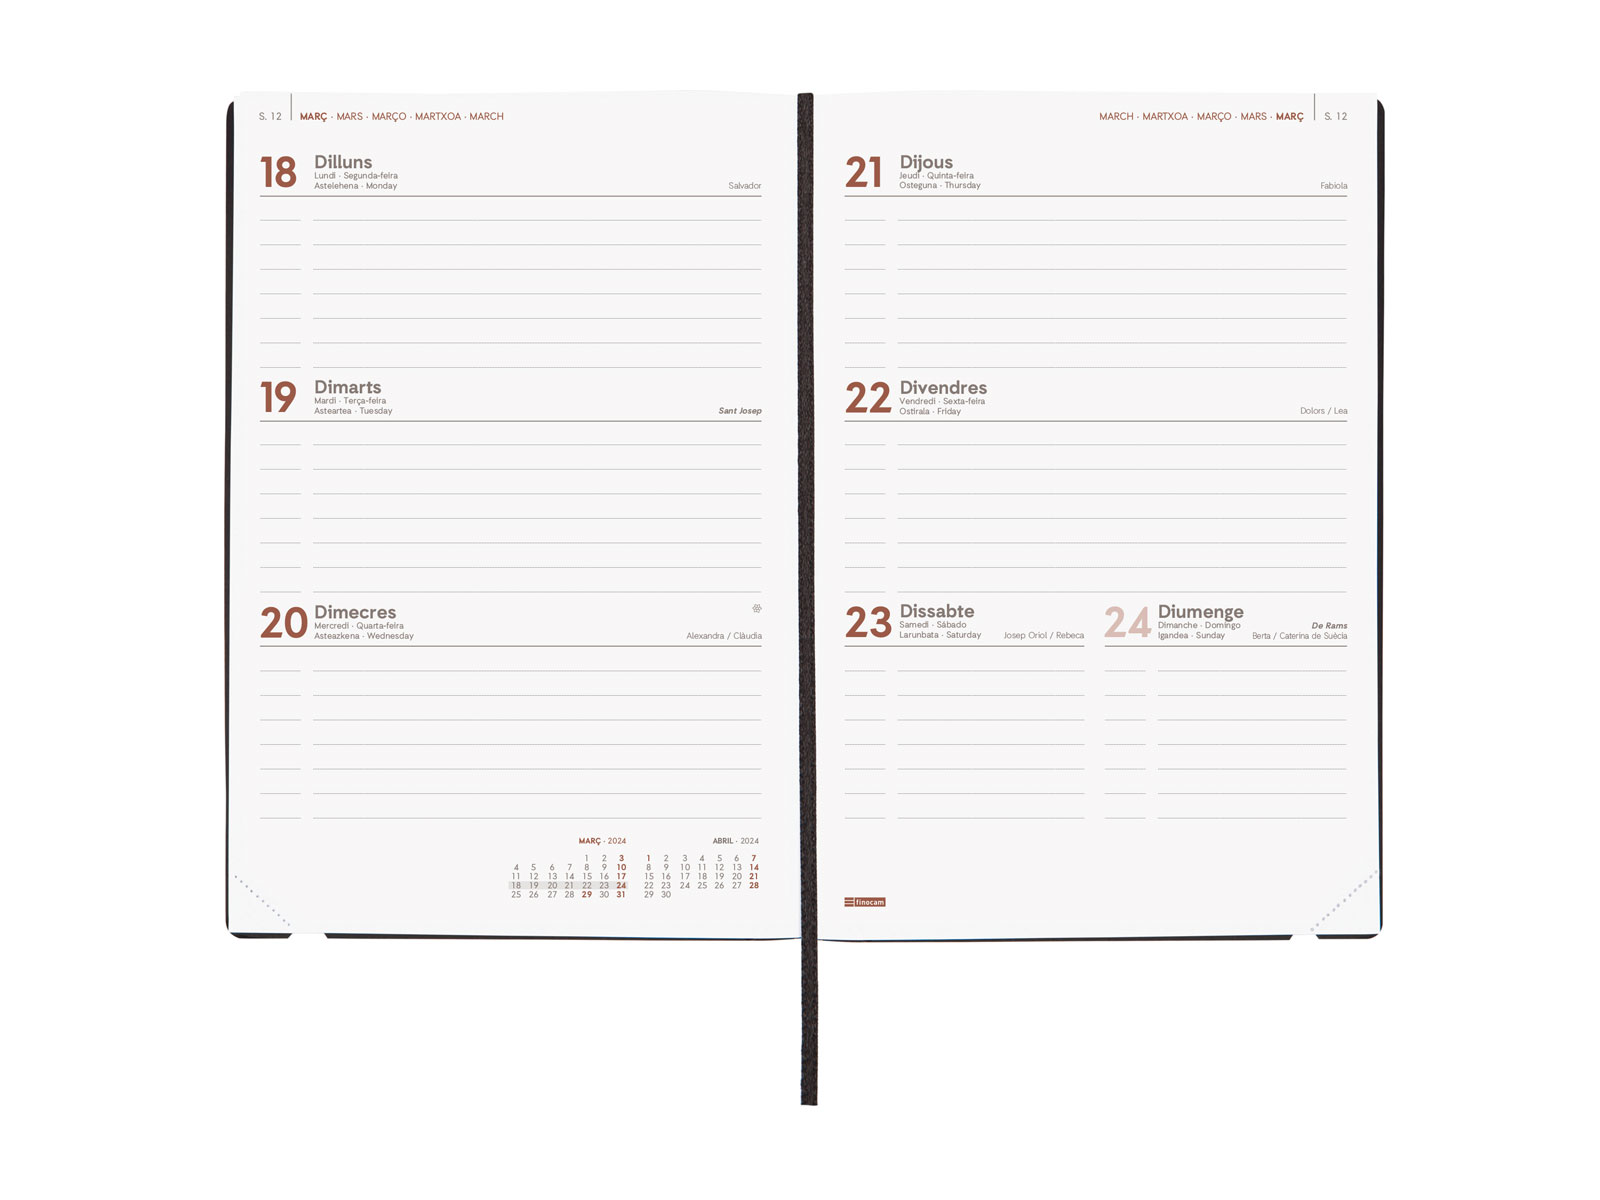 S. 12 MARÇ · MARS · MARÇO · MARTXOA · MARCH
18 Dilluns
Lundi · Segunda-feira
Astelehena · Monday
Salvador
19 Dimarts
Mardi · Terça-feira
Asteartea · Tuesday
Sant Josep
20 Dimecres
Mercredi · Quarta-feira
Asteazkena · Wednesday
Alexandra / Clàudia
MARÇ · 2024
1 2 3
4 5 6 7 8 9 10
11 12 13 14 15 16 17
18 19 20 21 22 23 24
25 26 27 28 29 30 31
ABRIL · 2024
1 2 3 4 5 6 7
8 9 10 11 12 13 14
15 16 17 18 19 20 21
22 23 24 25 26 27 28
29 30
MARCH · MARTXOA · MARÇO · MARS · MARÇ S. 12
21 Dijous
Jeudi · Quinta-feira
Osteguna · Thursday
Fabiola
22 Divendres
Vendredi · Sexta-feira
Ostirala · Friday
Dolors / Lea
23 Dissabte
Samedi · Sábado
Larunbata · Saturday
Josep Oriol / Rebeca
24 Diumenge
Dimanche · Domingo
Igandea · Sunday
De Rams
Berta / Caterina de Suècia
finocam